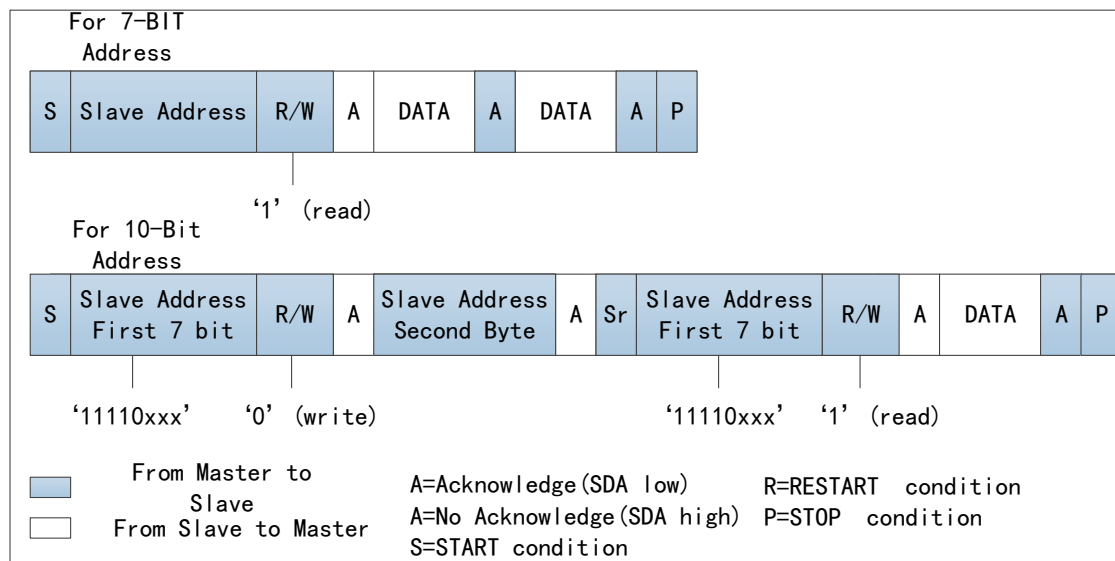 For 7-BIT
Address
S Slave Address R/W A DATA A DATA A P
‘1’ (read)
For 10-Bit
Address
S Slave Address First 7 bit R/W A Slave Address Second Byte A Sr Slave Address First 7 bit R/W A DATA A P
‘11110xxx’ ‘0’ (write) ‘11110xxx’ ‘1’ (read)
From Master to
Slave
From Slave to Master
A=Acknowledge(SDA low)
A=No Acknowledge(SDA high)
S=START condition
R=RESTART condition
P=STOP condition